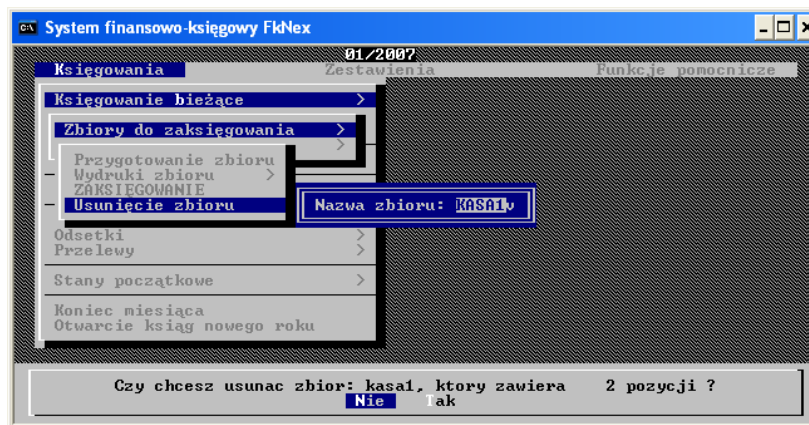 System finansowo-księgowy FkNex
01/2007
Księgowania Zestawienia Funkcje pomocnicze
Księgowanie bieżące >
Zbiory do zaksięgowania >
>
Przygotowanie zbioru
Wydruki zbioru >
ZAKSIĘGOWANIE
Usunięcie zbioru
Nazwa zbioru: KASA1v
Odsetki >
Przelewy >
Stany początkowe >
Koniec miesiąca
Otwarcie ksiąg nowego roku
Czy chcesz usunac zbior: kasa1, ktory zawiera 2 pozycji ?
Nie Tak